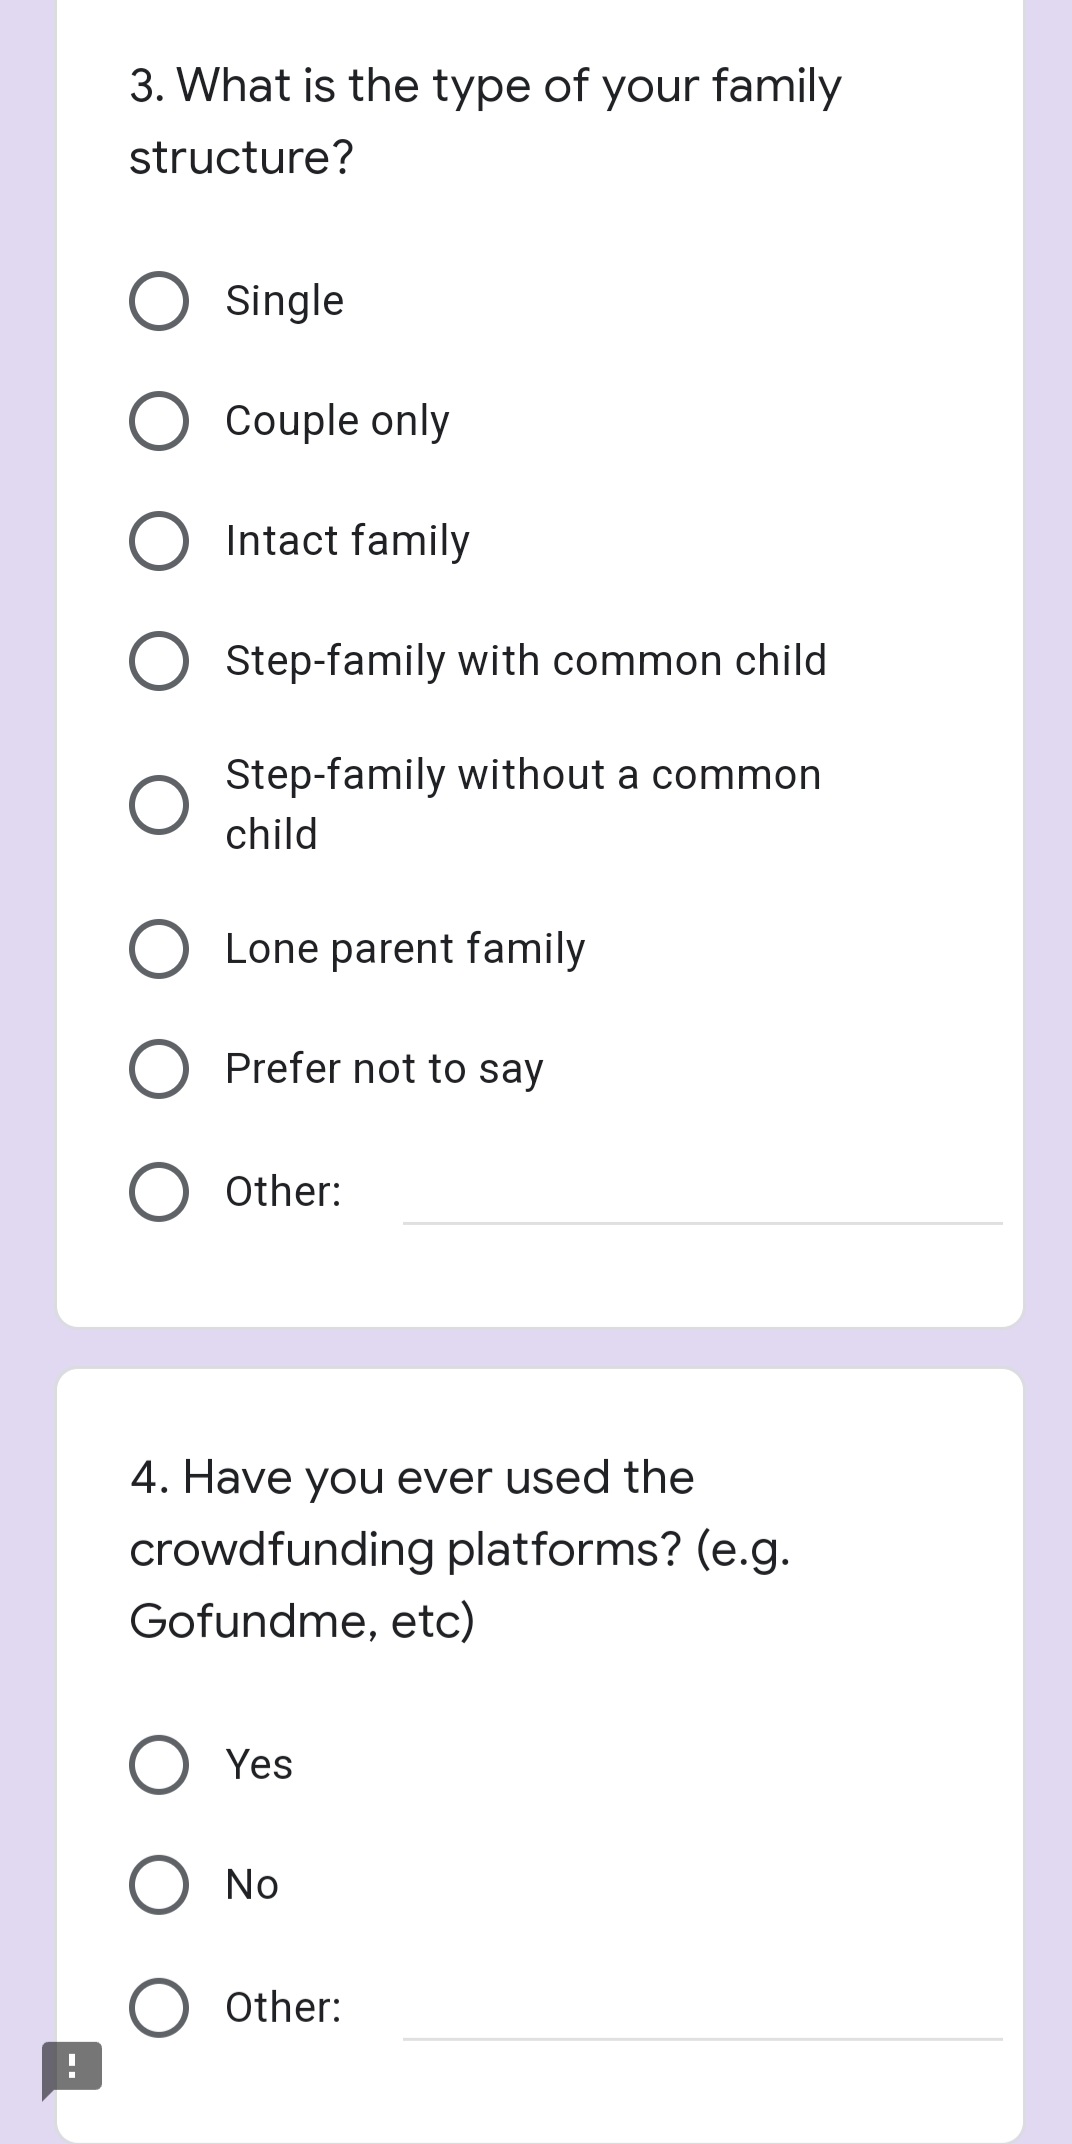 3. What is the type of your family
structure?
Single
Couple only
Intact family
Step-family with common child
Step-family without a common
child
Lone parent family
Prefer not to say
Other:
4. Have you ever used the
crowdfunding platforms? (e.g.
Gofundme, etc)
Yes
No
Other: